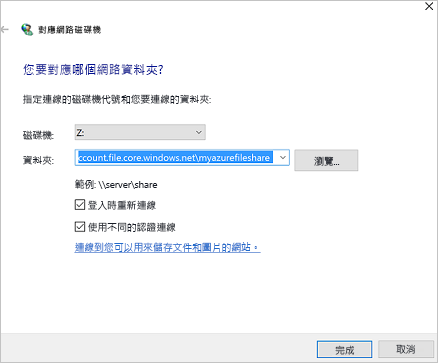 對應網路磁碟機
您要對應哪個網路資料夾?
指定連線的磁碟機代號和您要連線的資料夾:
磁碟機: Z:
資料夾: ccount.file.core.windows.net\myazurefileshare 瀏覽...
範例: \\server\share
登入時重新連線
使用不同的認證連線
連線到您可以用來儲存文件和圖片的網站。
完成 取消